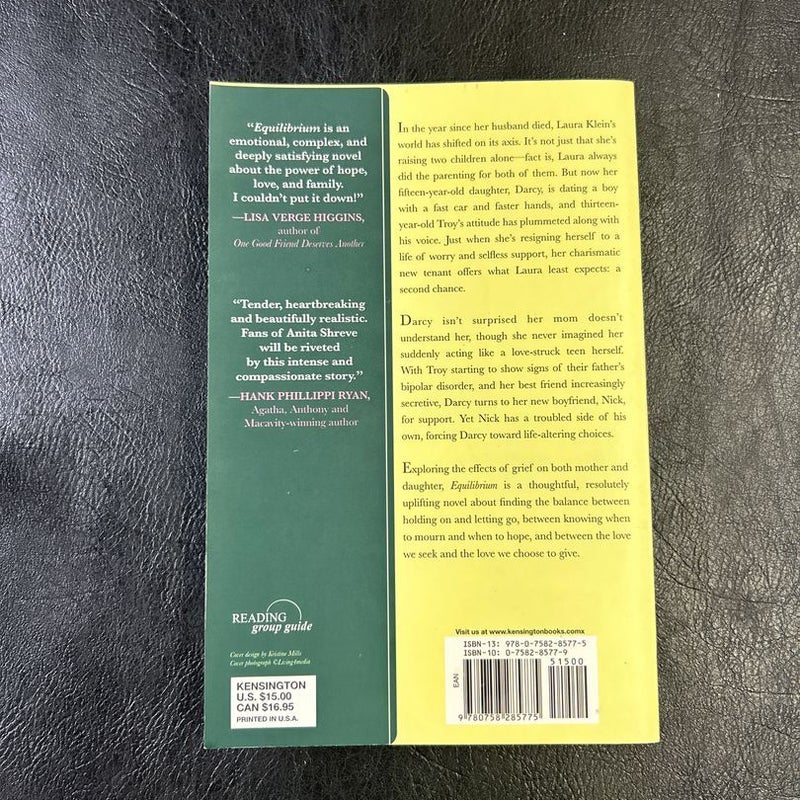 “Equilibrium is an
emotional, complex, and
deeply satisfying novel
about the power of hope,
love, and family.
I couldn’t put it down!”
—LISA VERGE HIGGINS,
author of
One Good Friend Deserves Another
“Tender, heartbreaking
and beautifully realistic.
Fans of Anita Shreve
will be riveted
by this intense and
compassionate story.”
—HANK PHILLIPPI RYAN,
Agatha, Anthony and
Macavity-winning author
READING
group guide
Cover design by Kristine Mills
Cover photograph ©Living4media
KENSINGTON
U.S. $15.00
CAN $16.95
PRINTED IN U.S.A.
In the year since her husband died, Laura Klein’s
world has shifted on its axis. It’s not just that she’s
raising two children alone—fact is, Laura always
did the parenting for both of them. But now her
fifteen-year-old daughter, Darcy, is dating a boy
with a fast car and faster hands, and thirteen-
year-old Troy’s attitude has plummeted along with
his voice. Just when she’s resigning herself to a
life of worry and selfless support, her charismatic
new tenant offers what Laura least expects: a
second chance.
Darcy isn’t surprised her mom doesn’t
understand her, though she never imagined her
suddenly acting like a love-struck teen herself.
With Troy starting to show signs of their father’s
bipolar disorder, and her best friend increasingly
secretive, Darcy turns to her new boyfriend, Nick,
for support. Yet Nick has a troubled side of his
own, forcing Darcy toward life-altering choices.
Exploring the effects of grief on both mother and
daughter, Equilibrium is a thoughtful, resolutely
uplifting novel about finding the balance between
holding on and letting go, between knowing when
to mourn and when to hope, and between the love
we seek and the love we choose to give.
Visit us at www.kensingtonbooks.com
ISBN-13: 978-0-7582-8577-5
ISBN-10: 0-7582-8577-9
51500
EAN
9 780758 285775